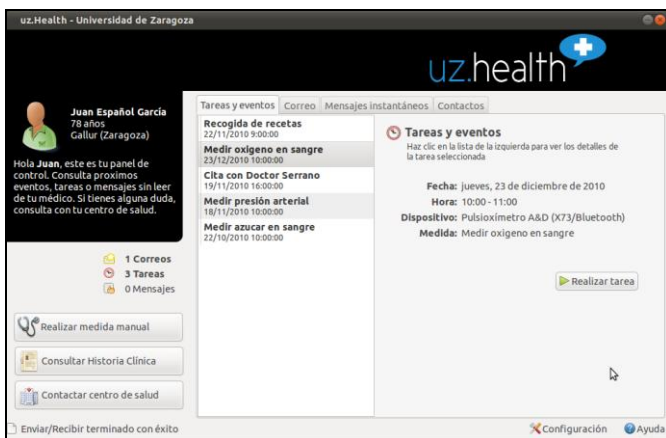 uz.Health - Universidad de Zaragoza
uz.health
Juan Español García
78 años
Gallur (Zaragoza)
Hola Juan, este es tu panel de
control. Consulta proximos
eventos, tareas o mensajes sin leer
de tu médico. Si tienes alguna duda,
consulta con tu centro de salud.
1 Correos
3 Tareas
0 Mensajes
Realizar medida manual
Consultar Historia Clínica
Contactar centro de salud
Tareas y eventos Correo Mensajes instantáneos Contactos
Recogida de recetas
22/11/2010 9:00:00
Medir oxigeno en sangre
23/12/2010 10:00:00
Cita con Doctor Serrano
19/11/2010 16:00:00
Medir presión arterial
18/11/2010 10:00:00
Medir azucar en sangre
22/10/2010 10:00:00
Tareas y eventos
Haz clic en la lista de la izquierda para ver los detalles de
la tarea seleccionada
Fecha: jueves, 23 de diciembre de 2010
Hora: 10:00 - 11:00
Dispositivo: Pulsioxímetro A&D (X73/Bluetooth)
Medida: Medir oxigeno en sangre
Realizar tarea
Enviar/Recibir terminado con éxito
Configuración
Ayuda